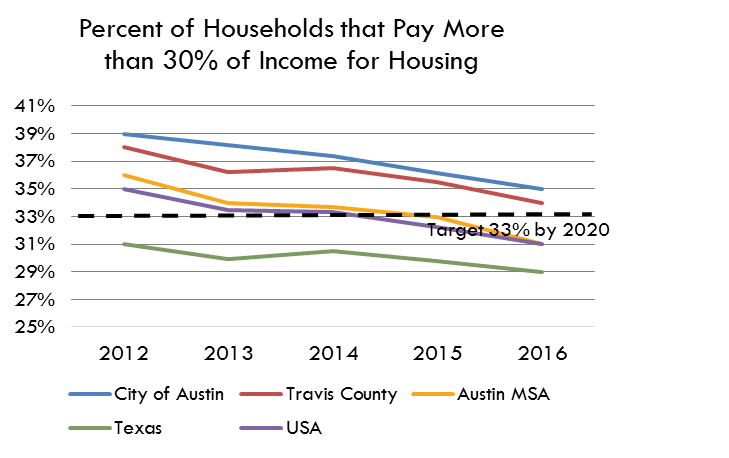 Percent of Households that Pay More
than 30% of Income for Housing
41%
39%
37%
35%
33%
Target 33% by 2020
31%
29%
27%
25%
2012 2013 2014 2015 2016
City of Austin Travis County Austin MSA
Texas USA